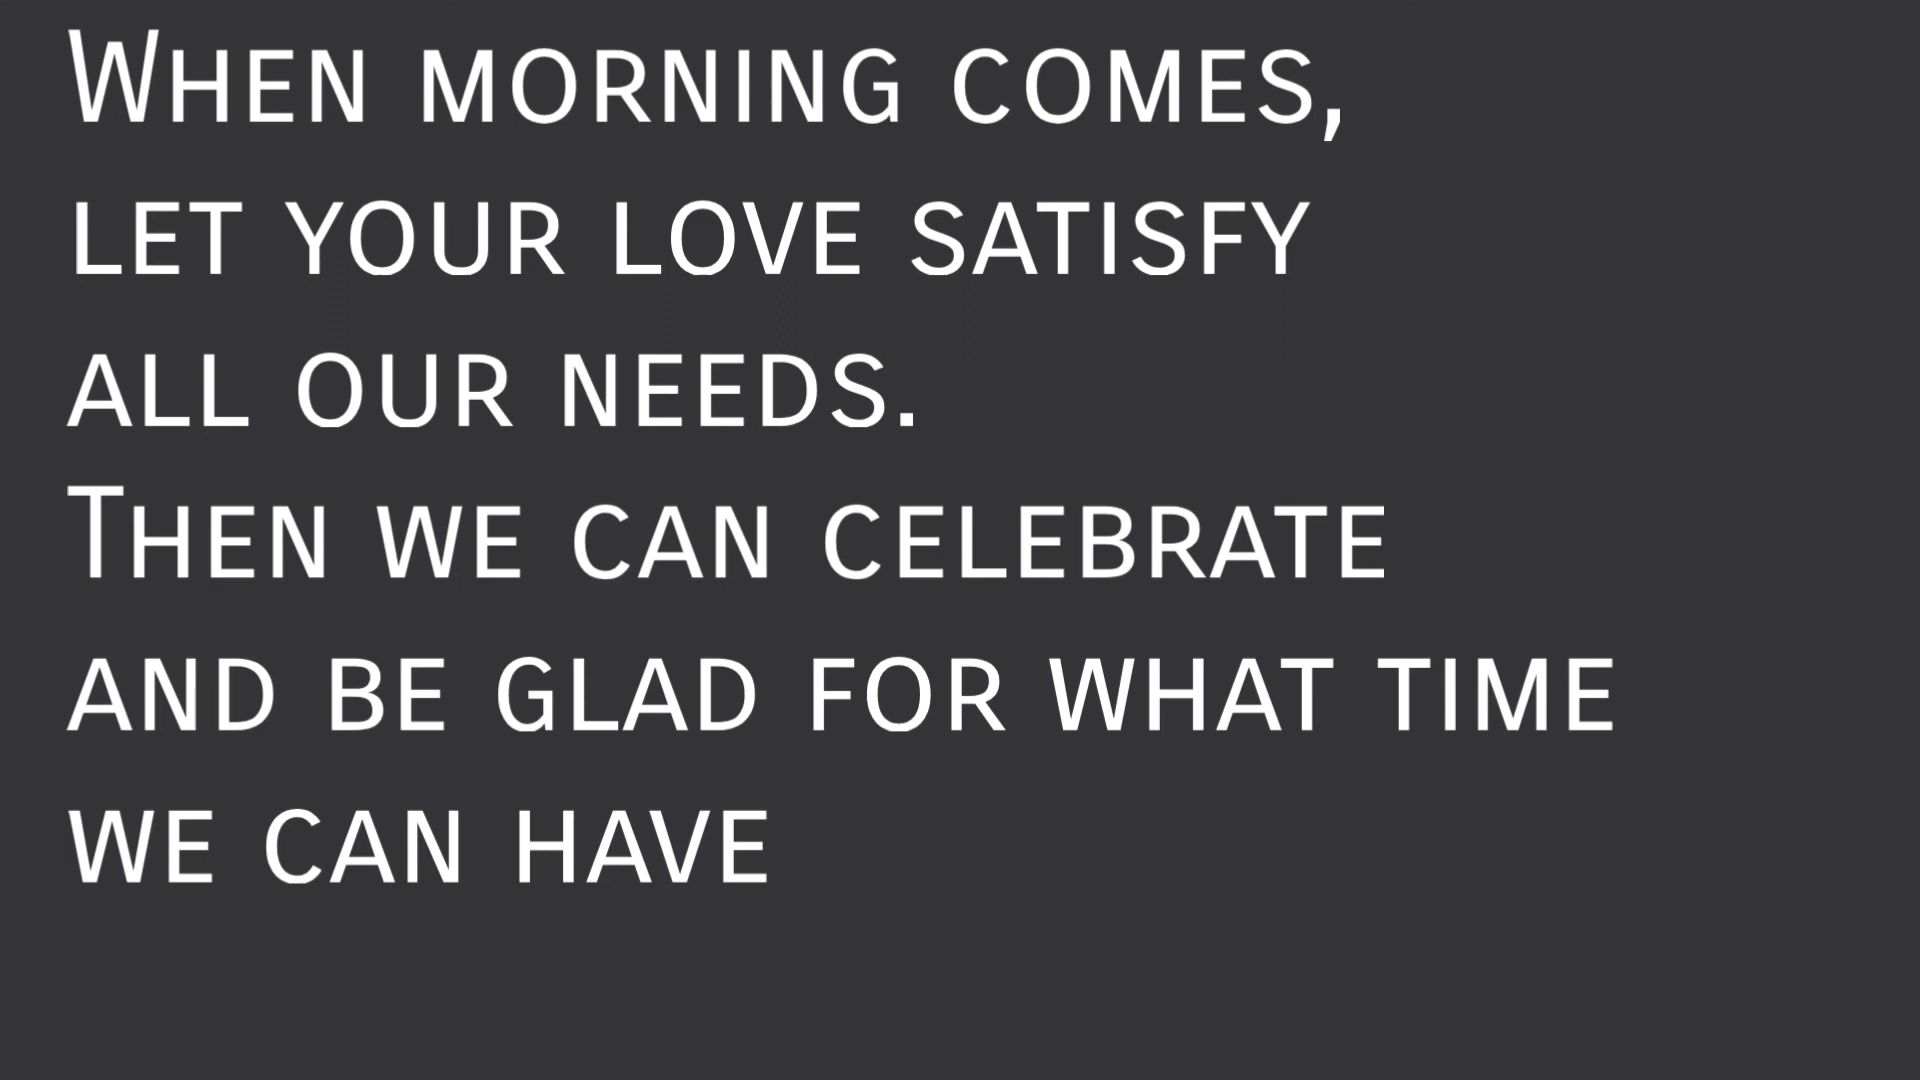 When morning comes,
let your love satisfy
all our needs.
Then we can celebrate
and be glad for what time
we can have